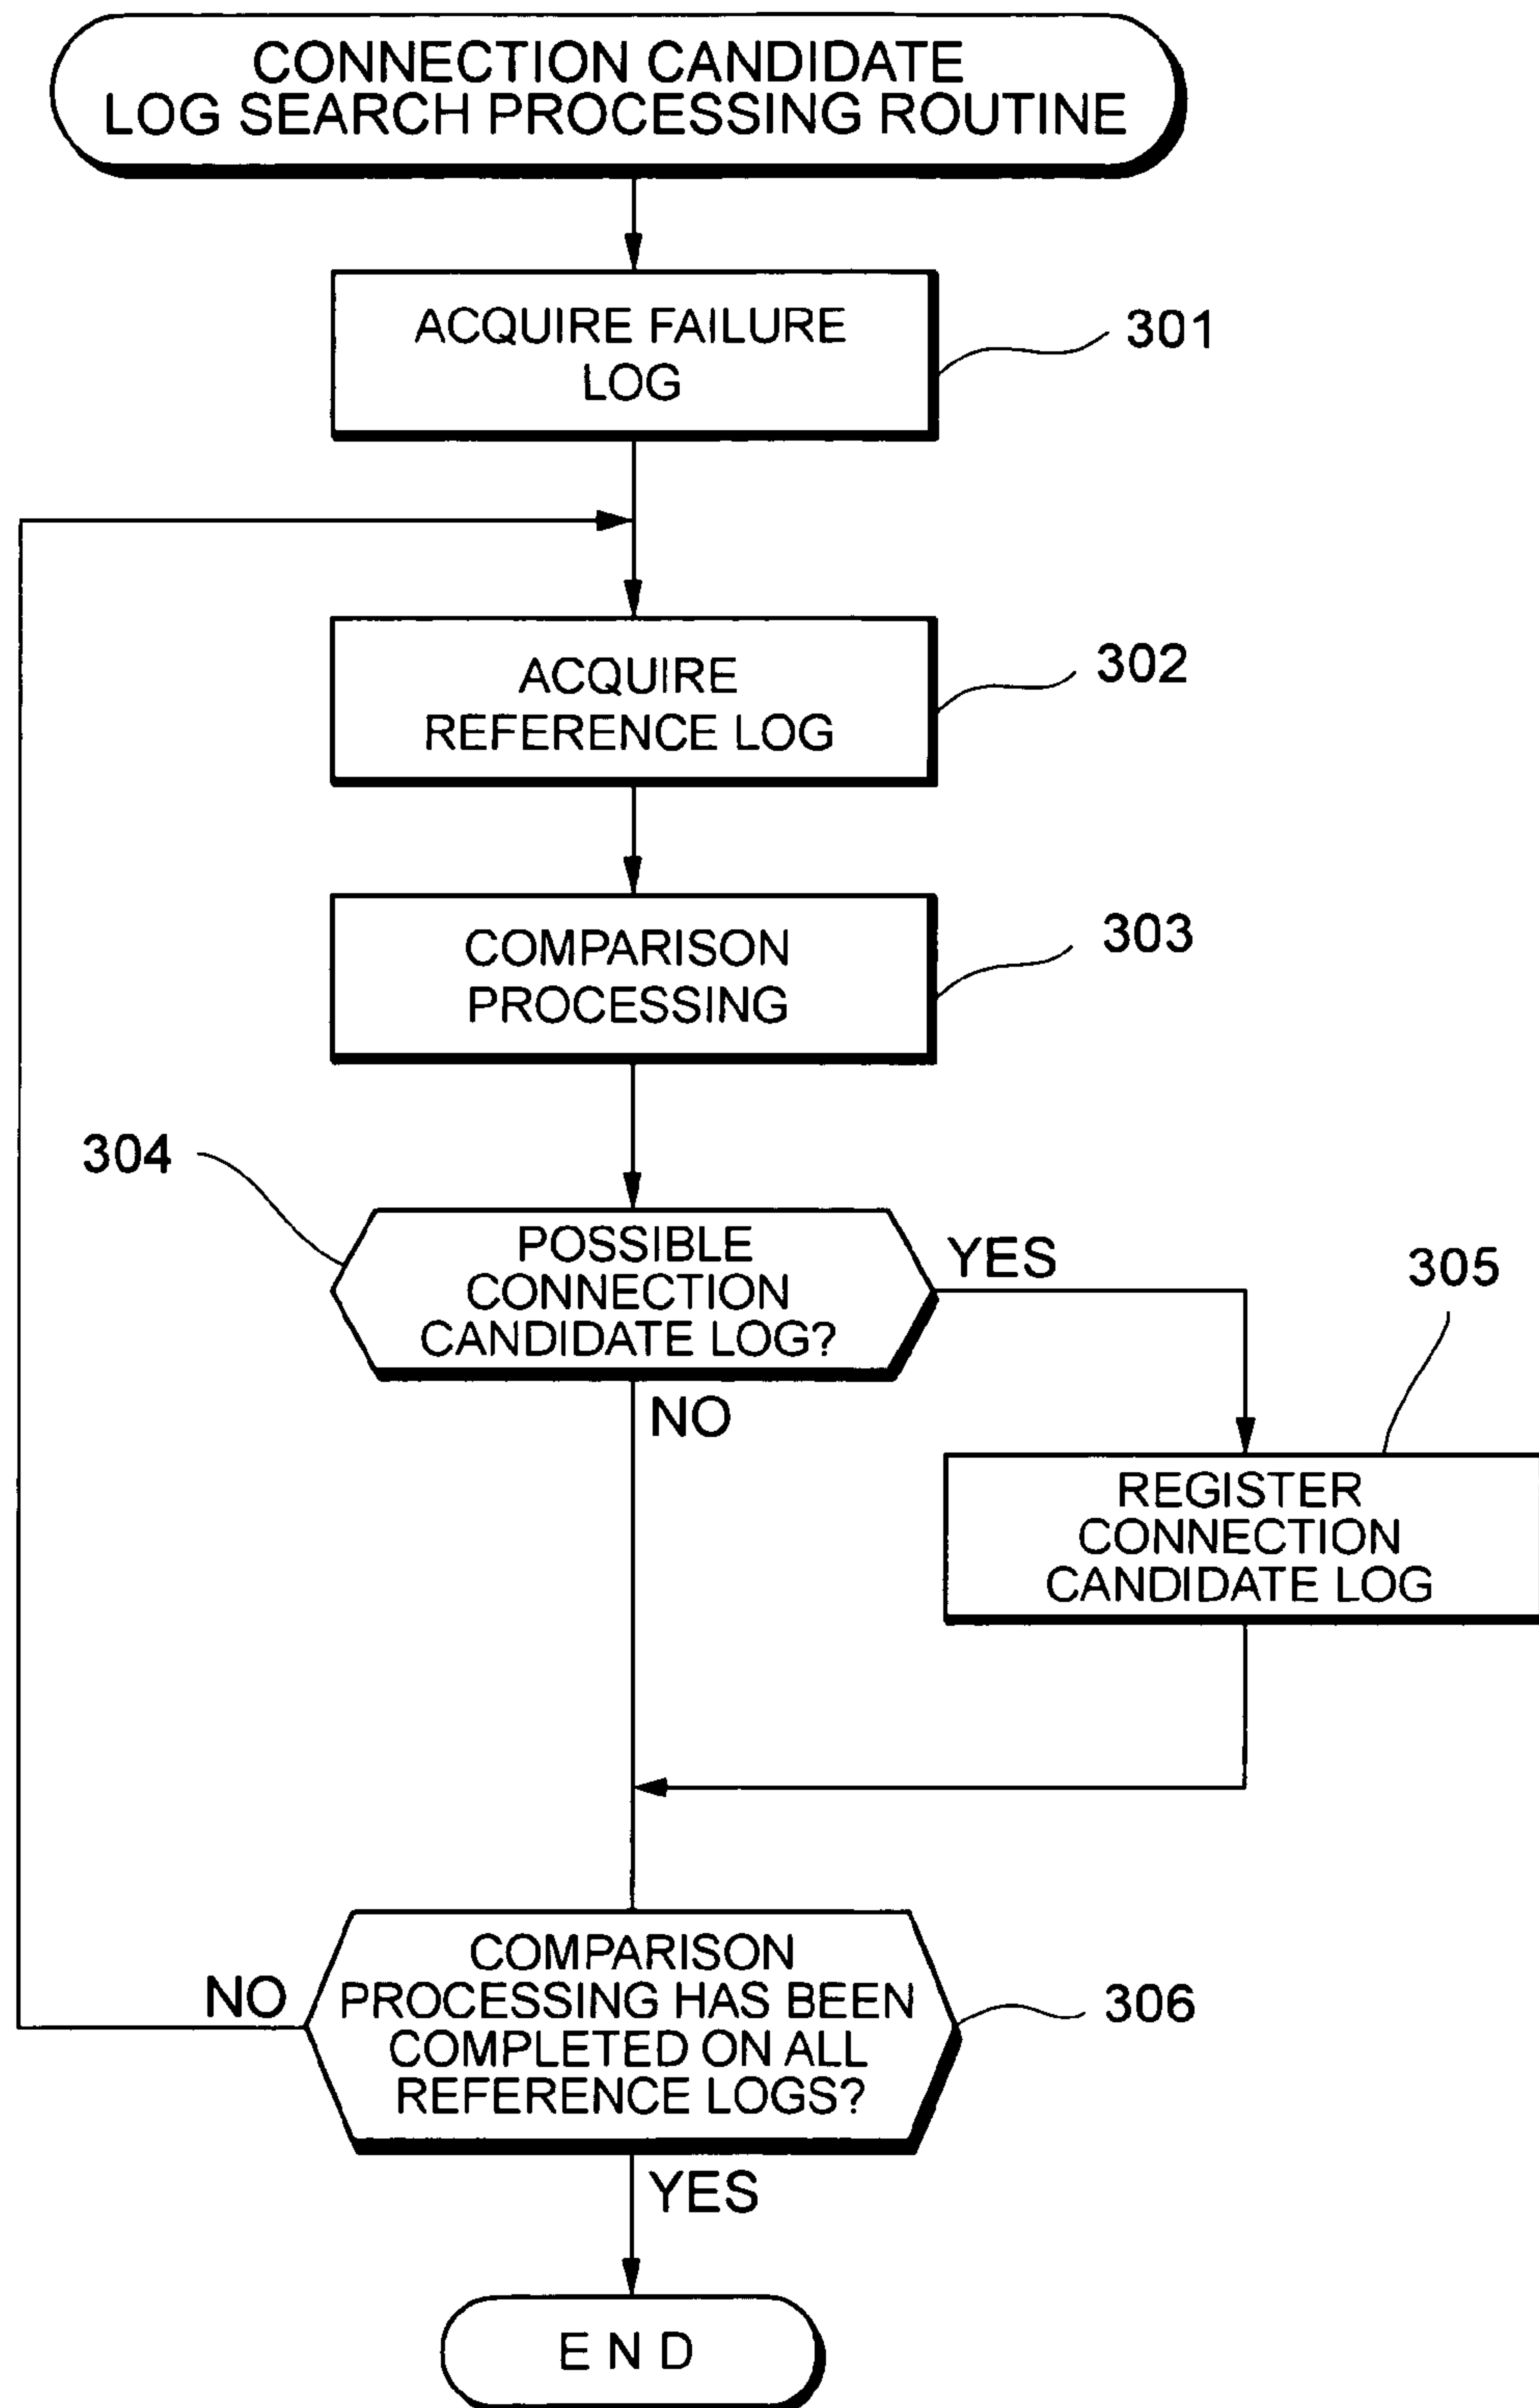 CONNECTION CANDIDATE
LOG SEARCH PROCESSING ROUTINE
ACQUIRE FAILURE
LOG
301
ACQUIRE
REFERENCE LOG
302
COMPARISON
PROCESSING
303
304
POSSIBLE
CONNECTION
CANDIDATE LOG?
YES
NO
305
REGISTER
CONNECTION
CANDIDATE LOG
COMPARISON
PROCESSING HAS BEEN
COMPLETED ON ALL
REFERENCE LOGS?
NO
306
YES
END